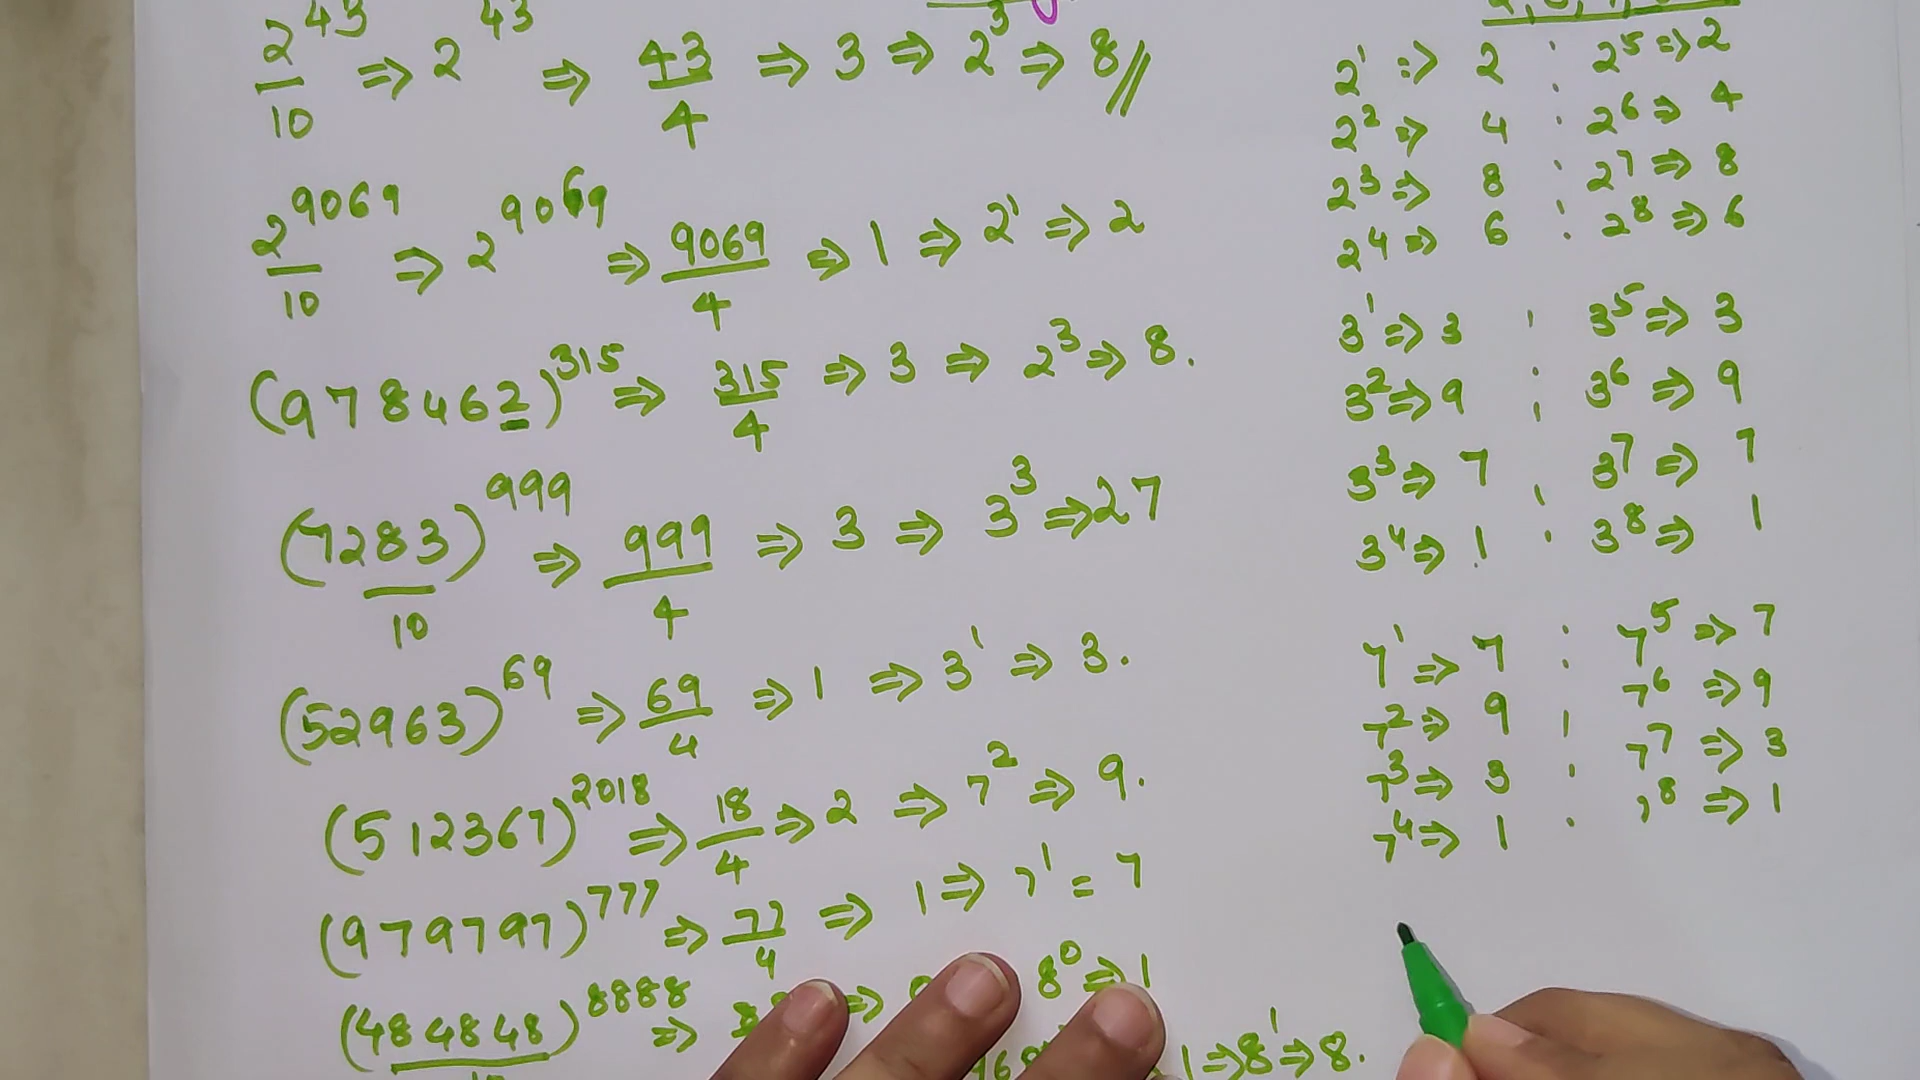 2^43/10 ⇒ 2^43 ⇒ 43/4 ⇒ 3 ⇒ 2^3 ⇒ 8//
2^9069/10 ⇒ 2^9069 ⇒ 9069/4 ⇒ 1 ⇒ 2^1 ⇒ 2
(978462)^315 ⇒ 315/4 ⇒ 3 ⇒ 2^3 ⇒ 8.
(7283)^999/10 ⇒ 999/4 ⇒ 3 ⇒ 3^3 ⇒ 27
(52963)^69 ⇒ 69/4 ⇒ 1 ⇒ 3^1 ⇒ 3.
(512367)^2018 ⇒ 18/4 ⇒ 2 ⇒ 7^2 ⇒ 9.
(979797)^777 ⇒ 77/4 ⇒ 1 ⇒ 7^1 = 7
(484848)^8888 ⇒ ⇒ 8^0 ⇒ 1
1 ⇒ 8^1 ⇒ 8.
2^1 ⇒ 2 : 2^5 ⇒ 2
2^2 ⇒ 4 : 2^6 ⇒ 4
2^3 ⇒ 8 : 2^7 ⇒ 8
2^4 ⇒ 6 : 2^8 ⇒ 6
3^1 ⇒ 3 : 3^5 ⇒ 3
3^2 ⇒ 9 : 3^6 ⇒ 9
3^3 ⇒ 7 : 3^7 ⇒ 7
3^4 ⇒ 1 : 3^8 ⇒ 1
7^1 ⇒ 7 : 7^5 ⇒ 7
7^2 ⇒ 9 : 7^6 ⇒ 9
7^3 ⇒ 3 : 7^7 ⇒ 3
7^4 ⇒ 1 : 7^8 ⇒ 1